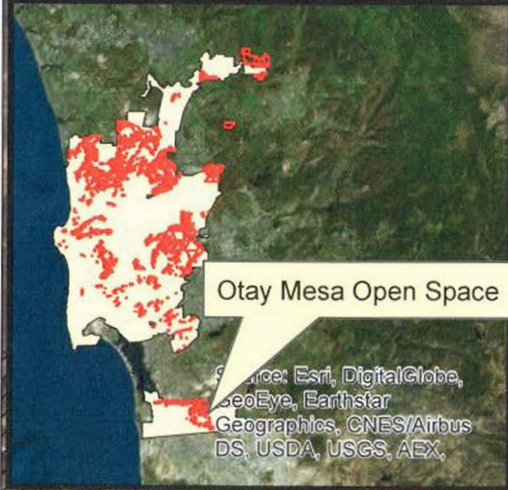 Otay Mesa Open Space
Source: Esri, DigitalGlobe,
GeoEye, Earthstar
Geographics, CNES/Airbus
DS, USDA, USGS, AEX,